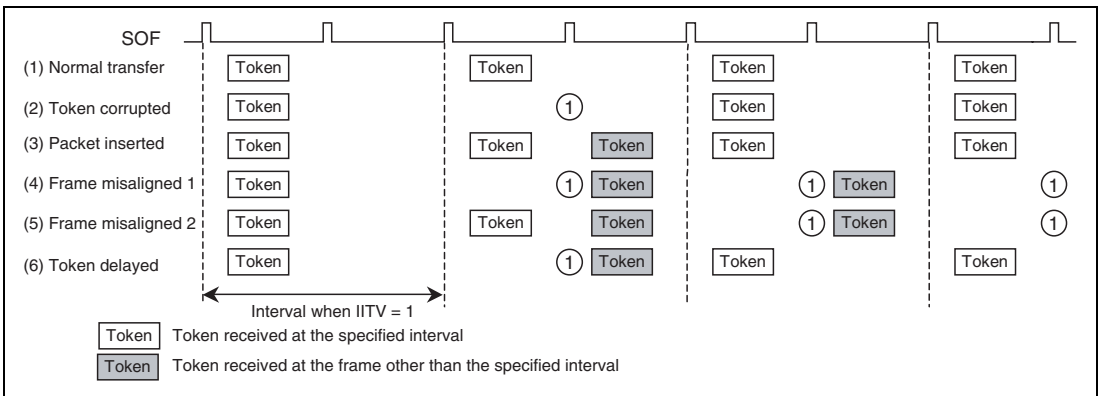 SOF
(1) Normal transfer Token Token Token Token
(2) Token corrupted Token 1 Token Token
(3) Packet inserted Token Token Token Token Token
(4) Frame misaligned 1 Token 1 Token 1 Token 1
(5) Frame misaligned 2 Token Token Token 1 Token 1
(6) Token delayed Token 1 Token Token Token
Interval when IITV = 1
Token Token received at the specified interval
Token Token received at the frame other than the specified interval